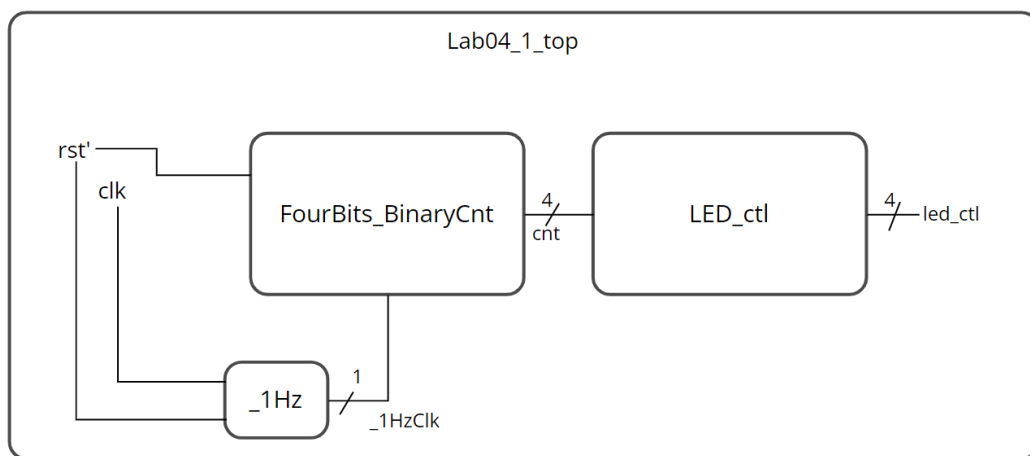 Lab04_1_top
rst'
clk
FourBits_BinaryCnt
4
cnt
LED_ctl
4
led_ctl
_1Hz
1
_1HzClk